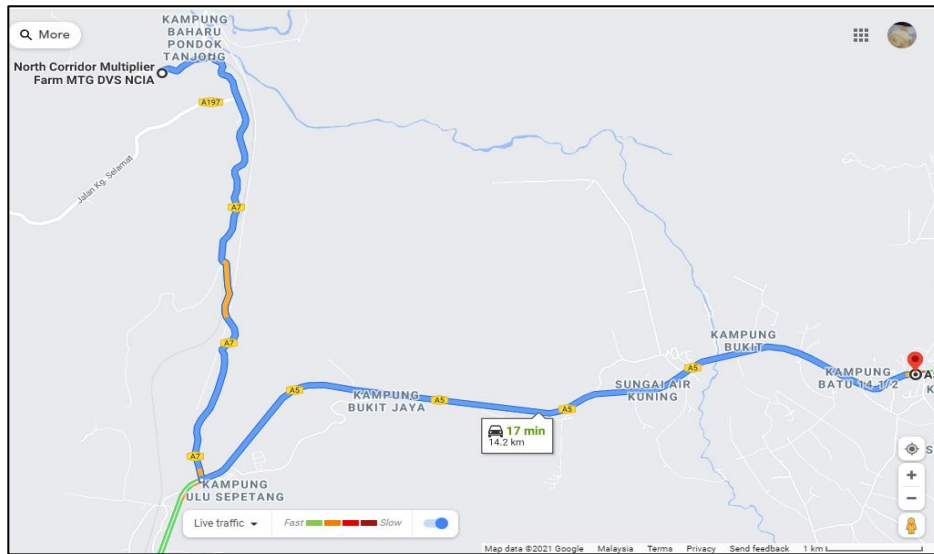 More
KAMPUNG
BAHARU
PONDOK
TANJONG
North Corridor Multiplier
Farm MTG DVS NCIA
A197
Jalan Kg. Selamat
A7
A7
A7
KAMPUNG
ULU SEPETANG
A5
KAMPUNG
BUKIT JAYA
A5
A5
17 min
14.2 km
SUNGAI AIR
KUNING
A5
KAMPUNG
BUKIT
KAMPUNG
BATU 14 1/2
A
K
S
Live traffic
Fast
Slow
Map data ©2021 Google
Malaysia
Terms
Privacy
Send feedback
1 km